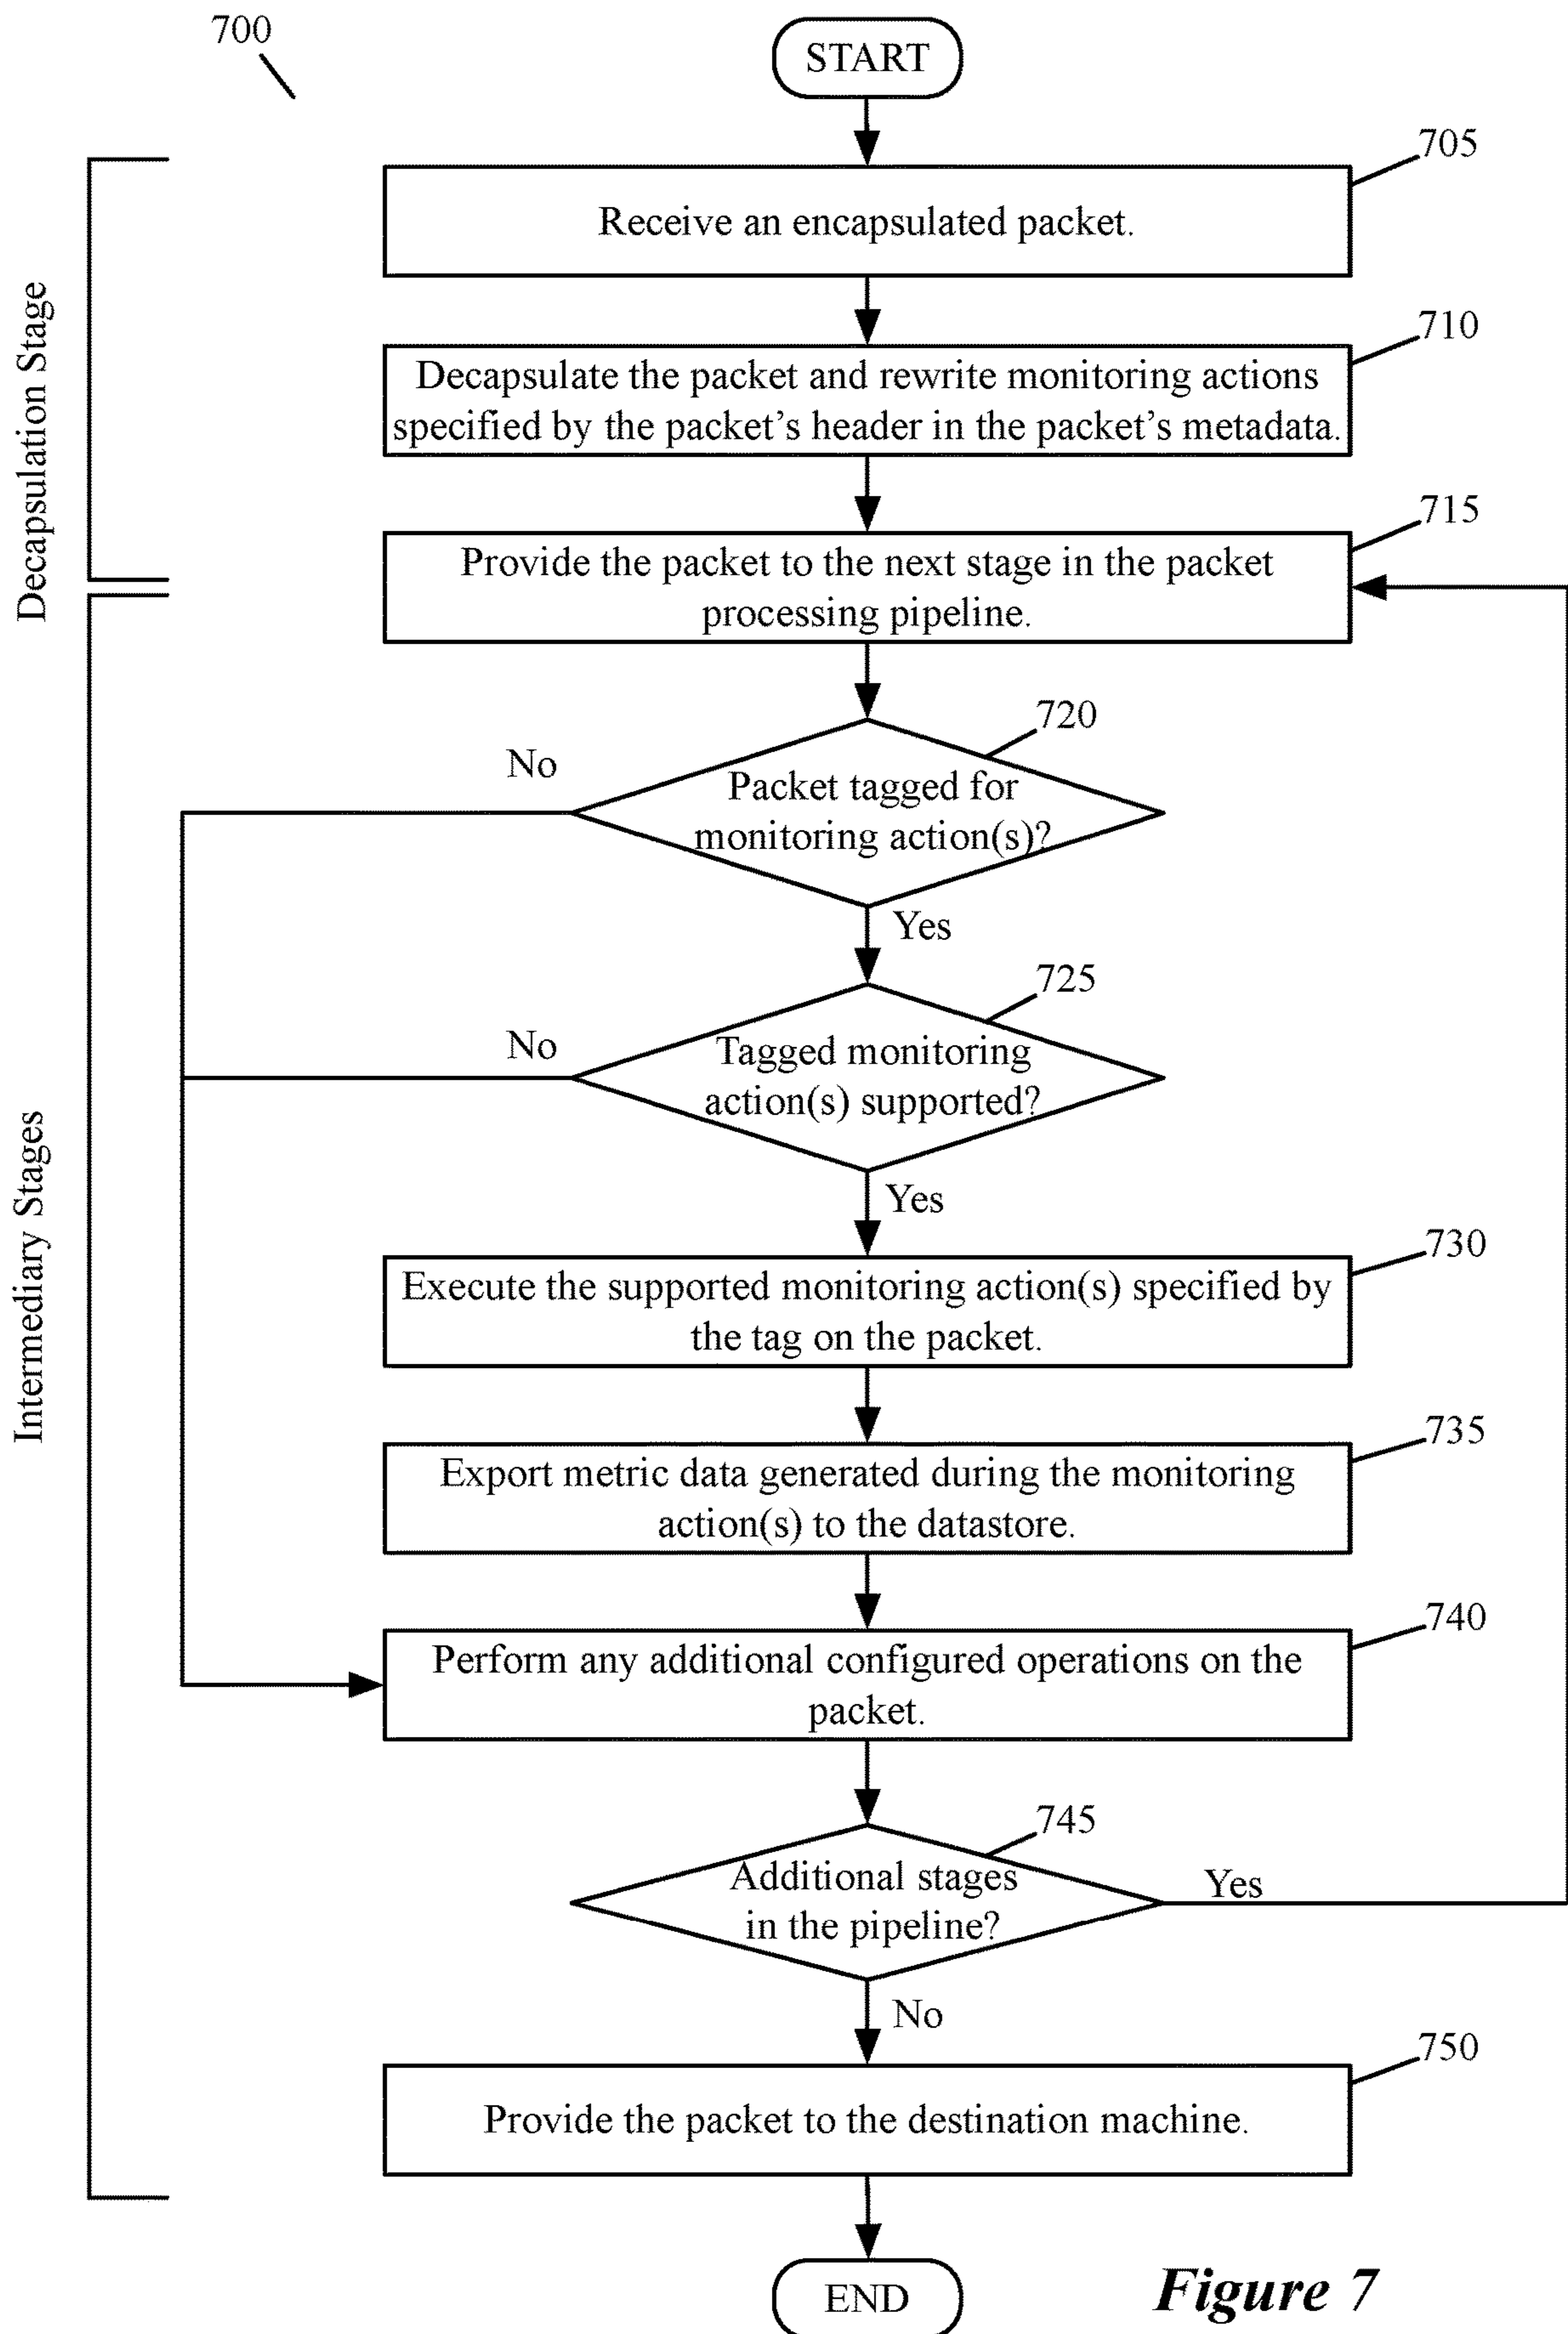 700
START
705
Receive an encapsulated packet.
710
Decapsulate the packet and rewrite monitoring actions
specified by the packet's header in the packet's metadata.
715
Provide the packet to the next stage in the packet
processing pipeline.
Decapsulation Stage
720
No
Packet tagged for
monitoring action(s)?
Yes
725
No
Tagged monitoring
action(s) supported?
Yes
730
Execute the supported monitoring action(s) specified by
the tag on the packet.
Intermediary Stages
735
Export metric data generated during the monitoring
action(s) to the datastore.
740
Perform any additional configured operations on the
packet.
745
Additional stages
in the pipeline?
Yes
No
750
Provide the packet to the destination machine.
END
Figure 7